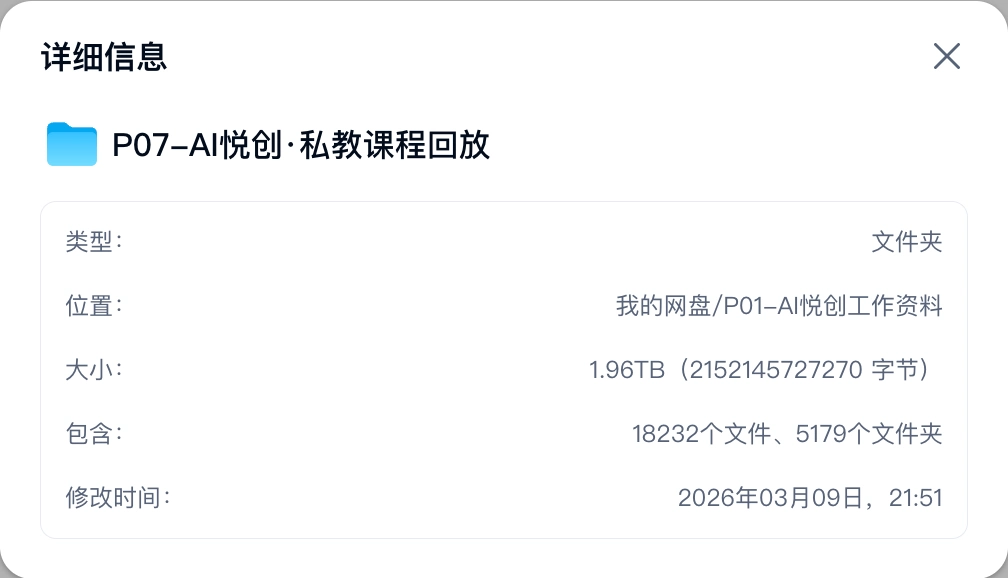 详细信息
P07-AI悦创·私教课程回放
类型： 文件夹
位置： 我的网盘/P01-AI悦创工作资料
大小： 1.96TB（2152145727270 字节）
包含： 18232个文件、5179个文件夹
修改时间： 2026年03月09日，21:51